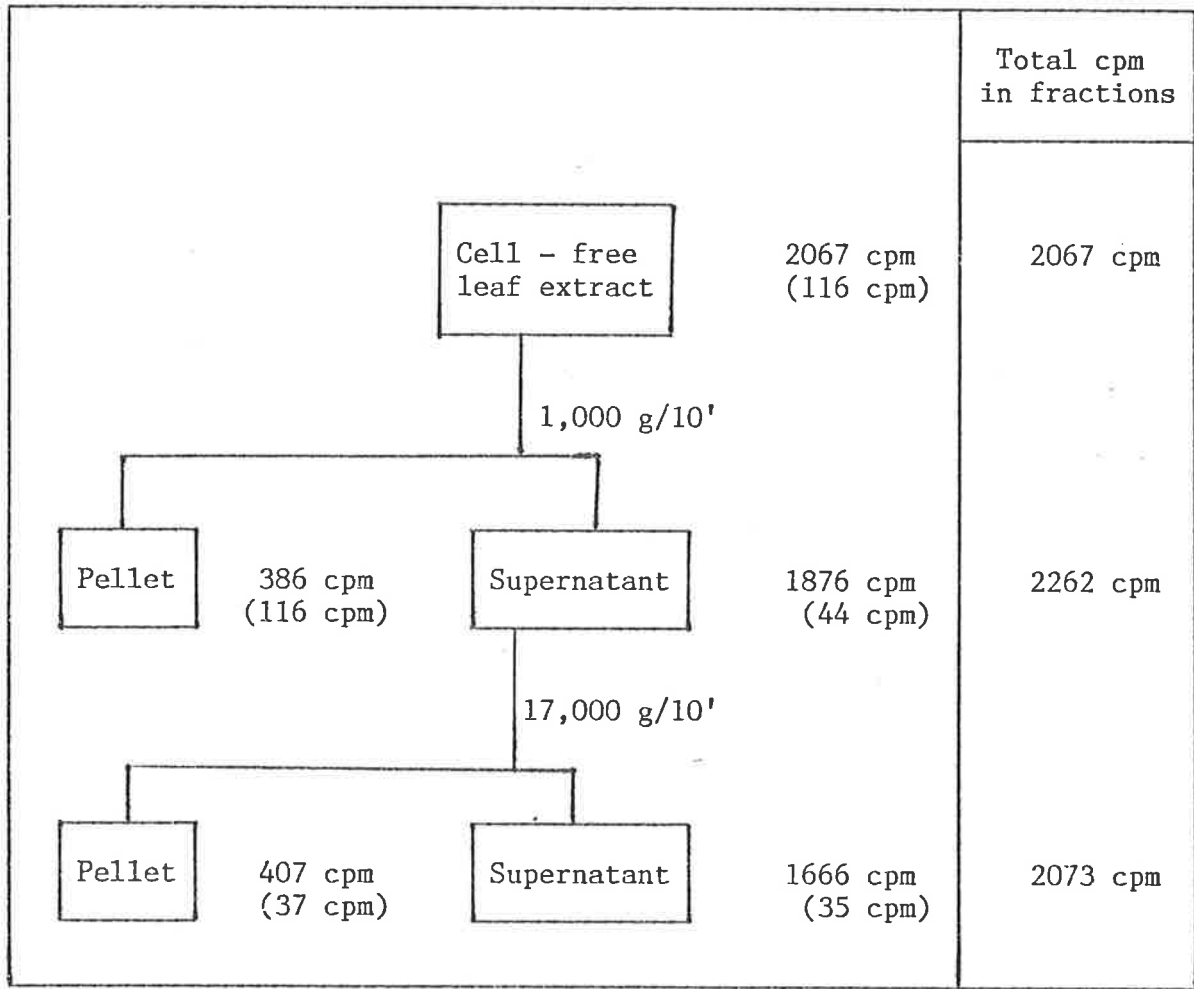 Total cpm
in fractions
Cell - free
leaf extract
2067 cpm
(116 cpm)
2067 cpm
1,000 g/10'
Pellet
386 cpm
(116 cpm)
Supernatant
1876 cpm
(44 cpm)
2262 cpm
17,000 g/10'
Pellet
407 cpm
(37 cpm)
Supernatant
1666 cpm
(35 cpm)
2073 cpm